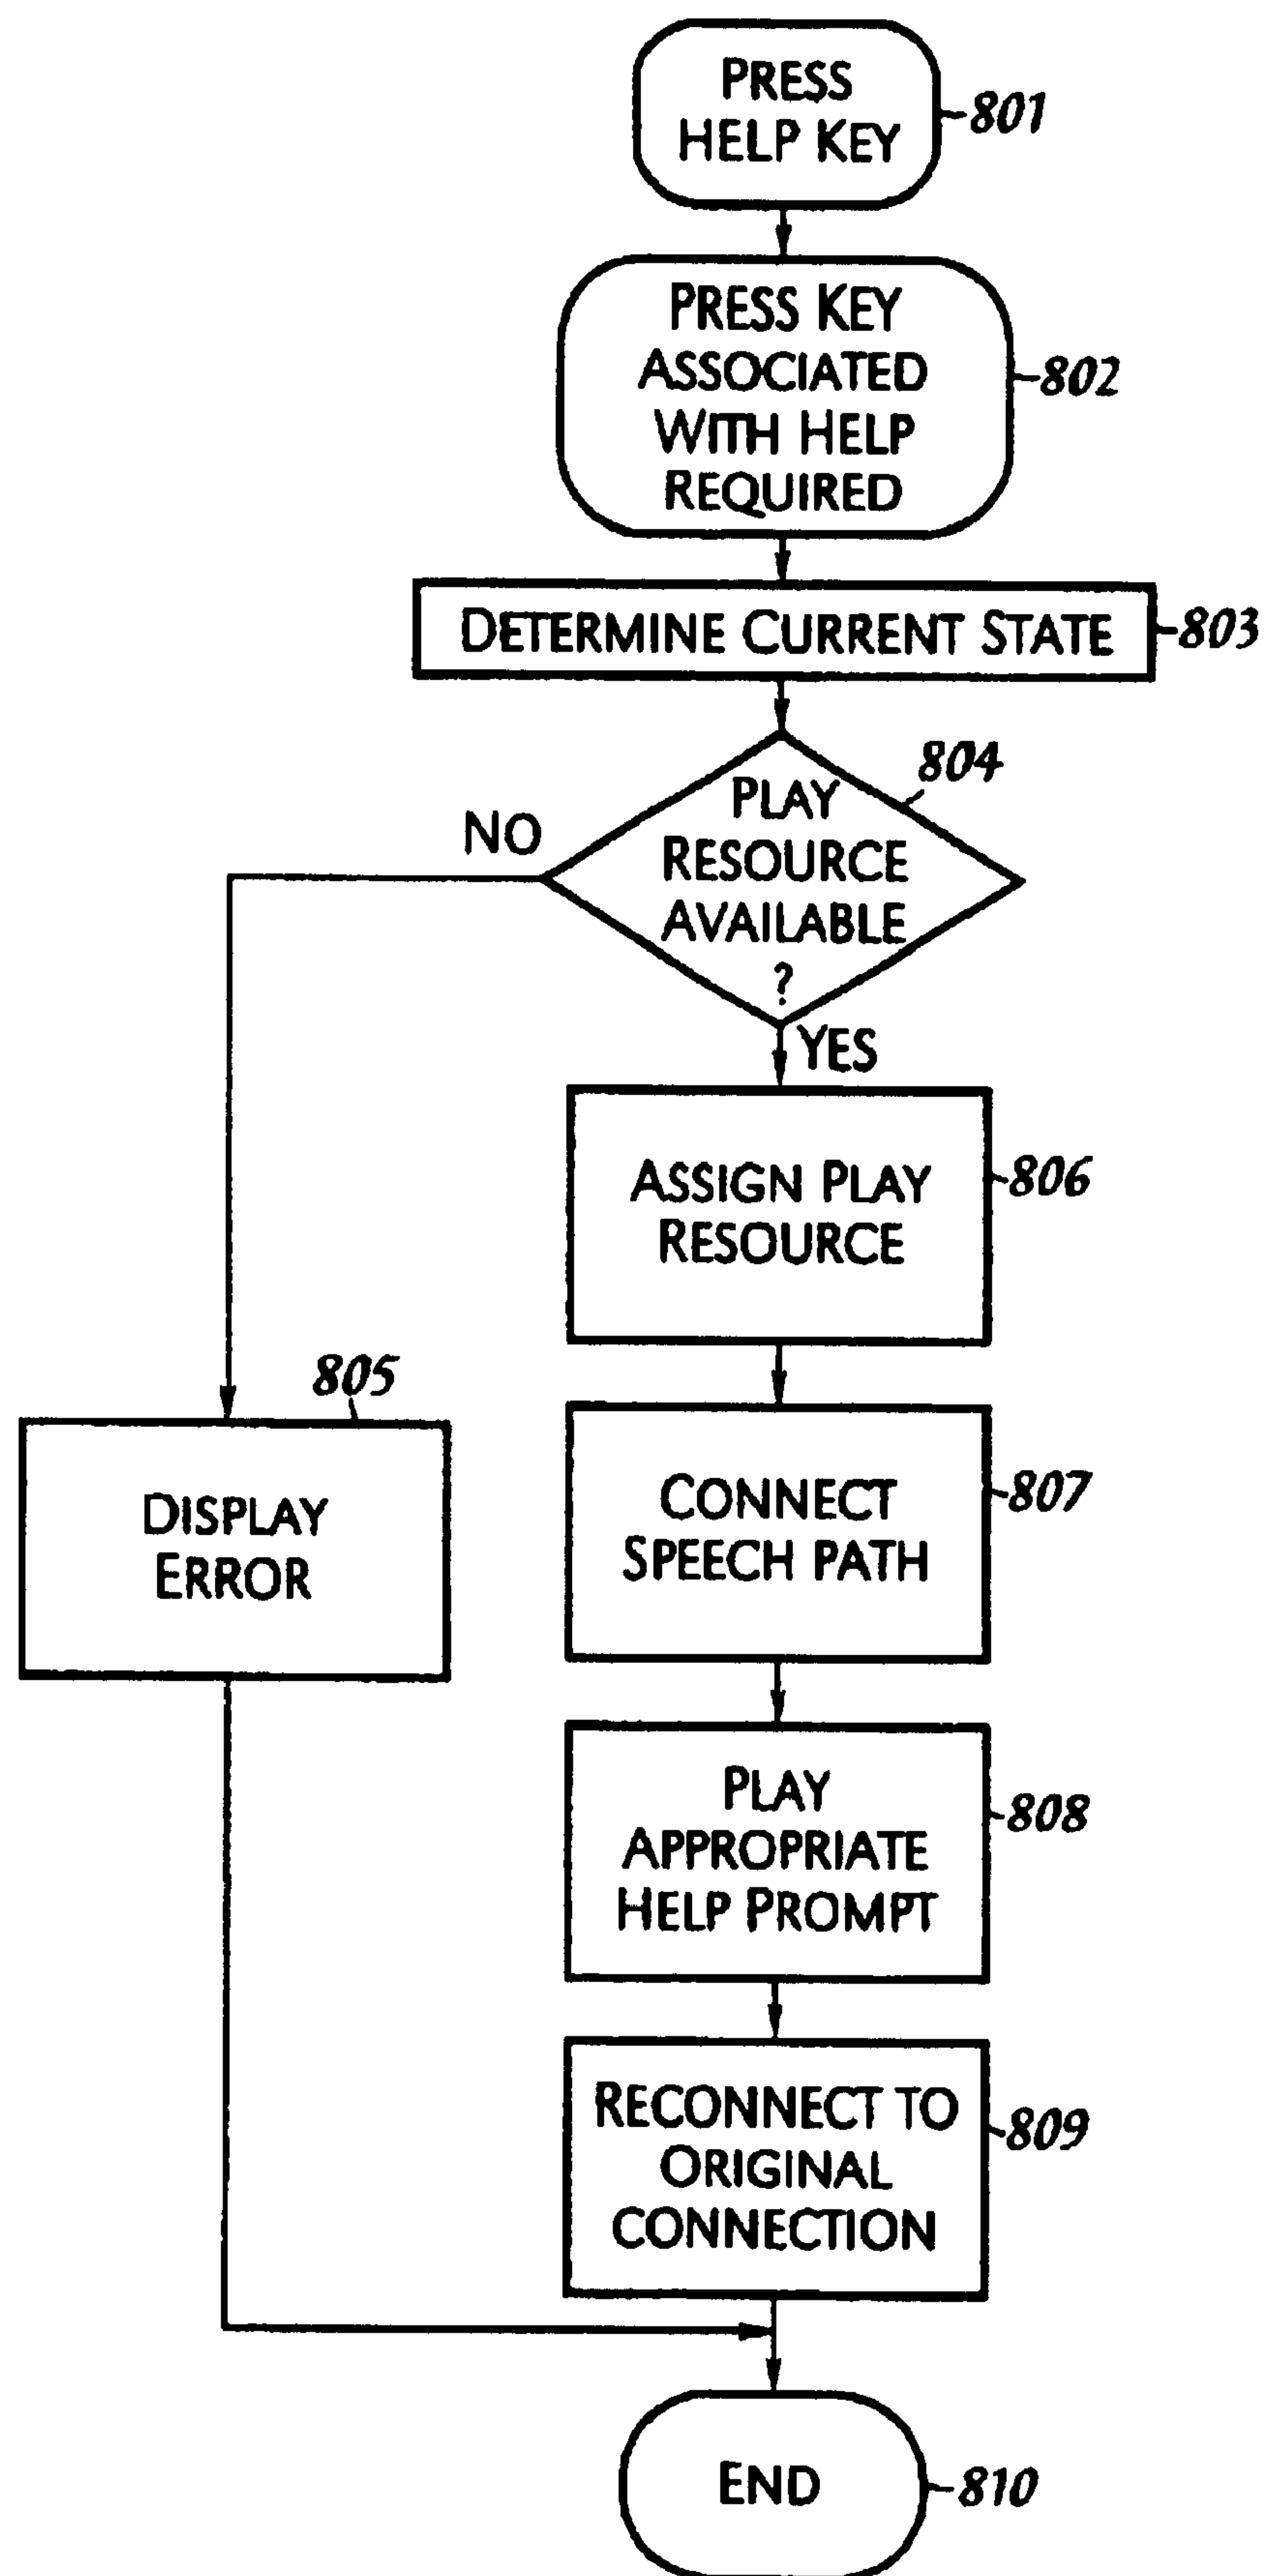 PRESS
HELP KEY
801
PRESS KEY
ASSOCIATED
WITH HELP
REQUIRED
802
DETERMINE CURRENT STATE
803
804
PLAY
RESOURCE
AVAILABLE
?
NO
YES
ASSIGN PLAY
RESOURCE
806
805
DISPLAY
ERROR
CONNECT
SPEECH PATH
807
PLAY
APPROPRIATE
HELP PROMPT
808
RECONNECT TO
ORIGINAL
CONNECTION
809
END
810